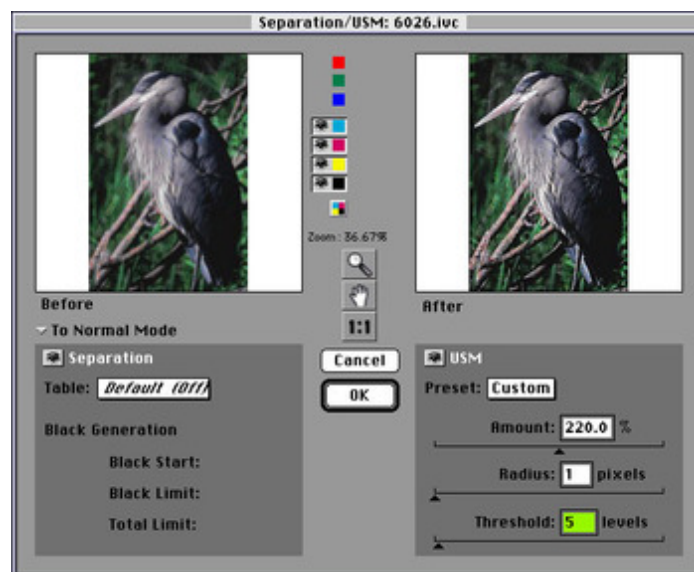 Separation/USM: 6026.ivc
Zoom: 36.67%
Before
After
To Normal Mode
1:1
Separation
Cancel
USM
Table: Default (Off)
OK
Preset: Custom
Black Generation
Amount: 220.0 %
Black Start:
Radius: 1 pixels
Black Limit:
Total Limit:
Threshold: 5 levels